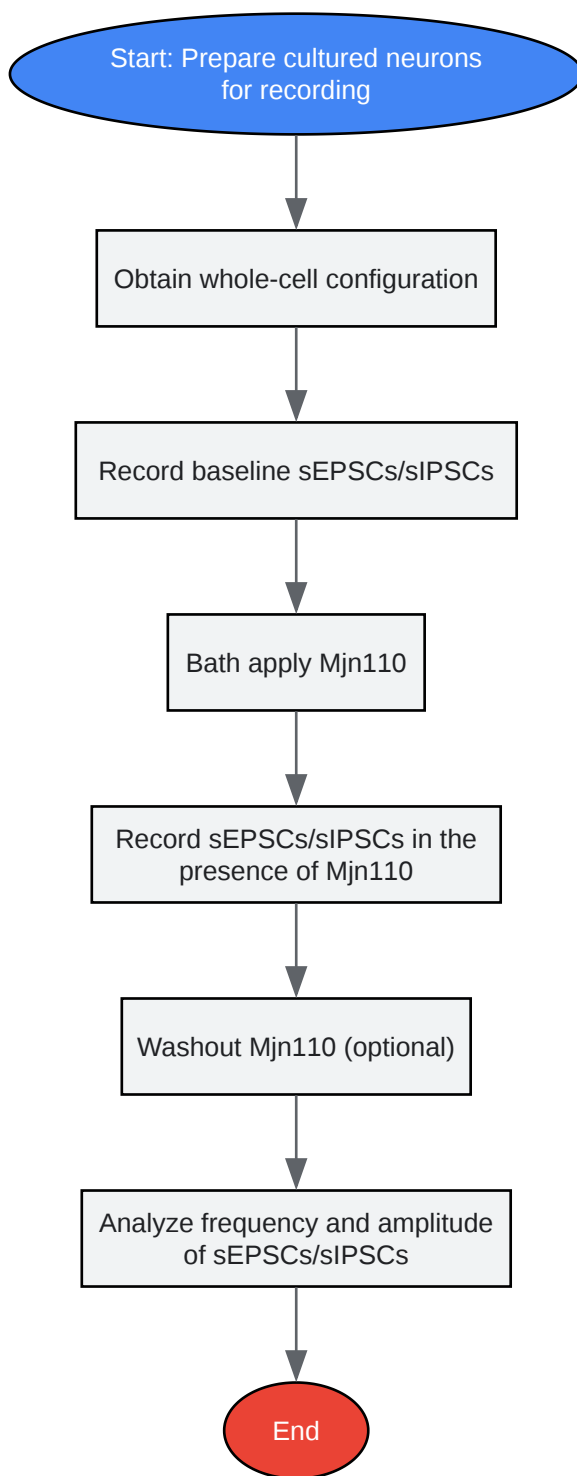 Start: Prepare cultured neurons
for recording
Obtain whole-cell configuration
Record baseline sEPSCs/sIPSCs
Bath apply Mjn110
Record sEPSCs/sIPSCs in the
presence of Mjn110
Washout Mjn110 (optional)
Analyze frequency and amplitude
of sEPSCs/sIPSCs
End